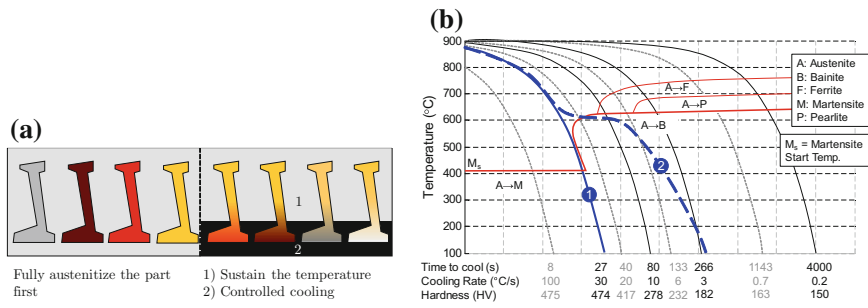 (a)
1
2
Fully austenitize the part
first
1) Sustain the temperature
2) Controlled cooling
(b)
900
800
700
600
500
400
300
200
100
Temperature (°C)
A→F
A→P
A→B
Ms
A→M
1
2
A: Austenite
B: Bainite
F: Ferrite
M: Martensite
P: Pearlite
Ms = Martensite
Start Temp.
Time to cool (s) 8 27 40 80 133 266 1143 4000
Cooling Rate (°C/s) 100 30 20 10 6 3 0.7 0.2
Hardness (HV) 475 474 417 278 232 182 163 150